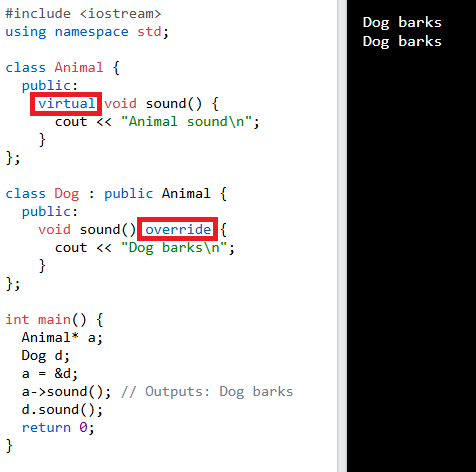 #include <iostream>
using namespace std;
class Animal {
public:
virtual void sound() {
cout << "Animal sound\n";
}
};
class Dog : public Animal {
public:
void sound() override {
cout << "Dog barks\n";
}
};
int main() {
Animal* a;
Dog d;
a = &d;
a->sound(); // Outputs: Dog barks
d.sound();
return 0;
}
Dog barks
Dog barks